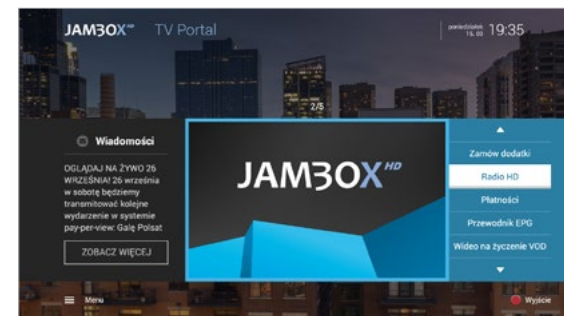 JAMBOX HD TV Portal
poniedziałek
15. 03 19:35
2/5
Wiadomości
OGLĄDAJ NA ŻYWO 26
WRZEŚNIA! 26 września
w sobotę będziemy
transmitować kolejne
wydarzenie w systemie
pay-per-view: Galę Polsat
ZOBACZ WIĘCEJ
JAMBOX HD
Zamów dodatki
Radio HD
Płatności
Przewodnik EPG
Wideo na życzenie VOD
Menu
Wyjście